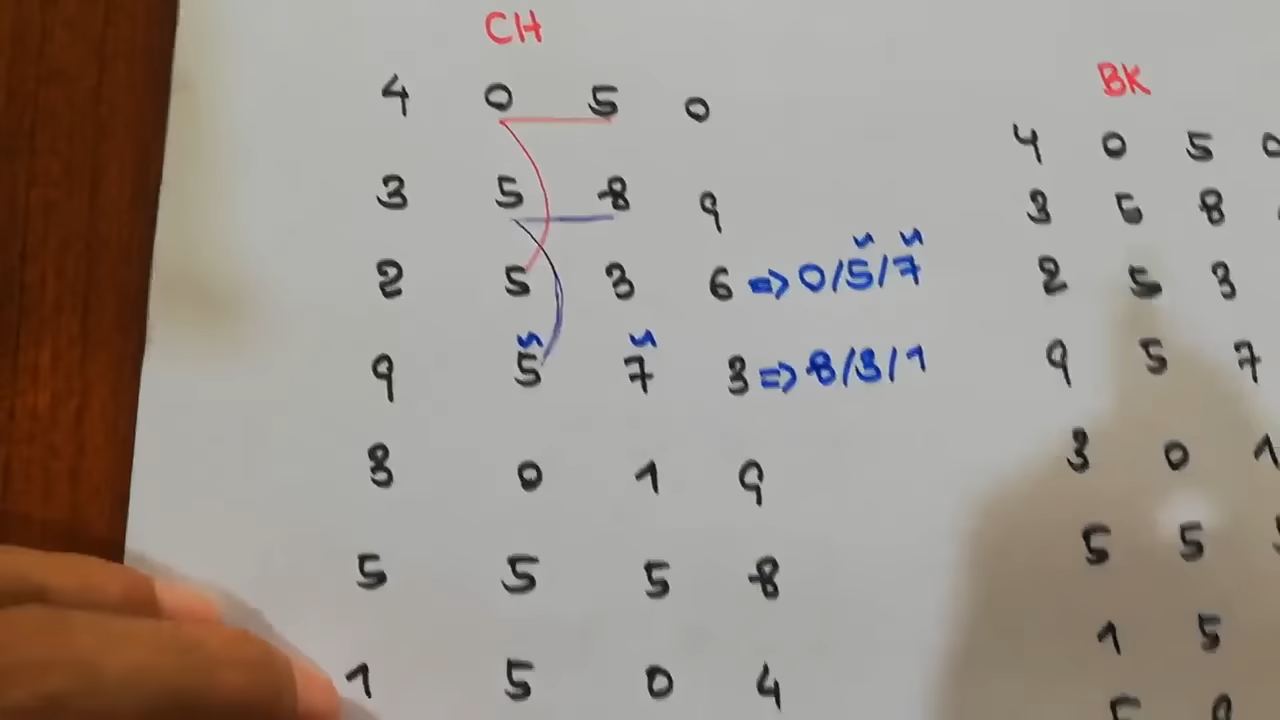 CH
4 0 5 0
3 5 8 9
2 5 3 6 => 0/5/7
9 5 7 3 => 8/3/1
3 0 1 9
5 5 5 8
1 5 0 4
BK
4 0 5 0
3 5 8
2 5 3
9 5 7
3 0 1
5 5
1 5